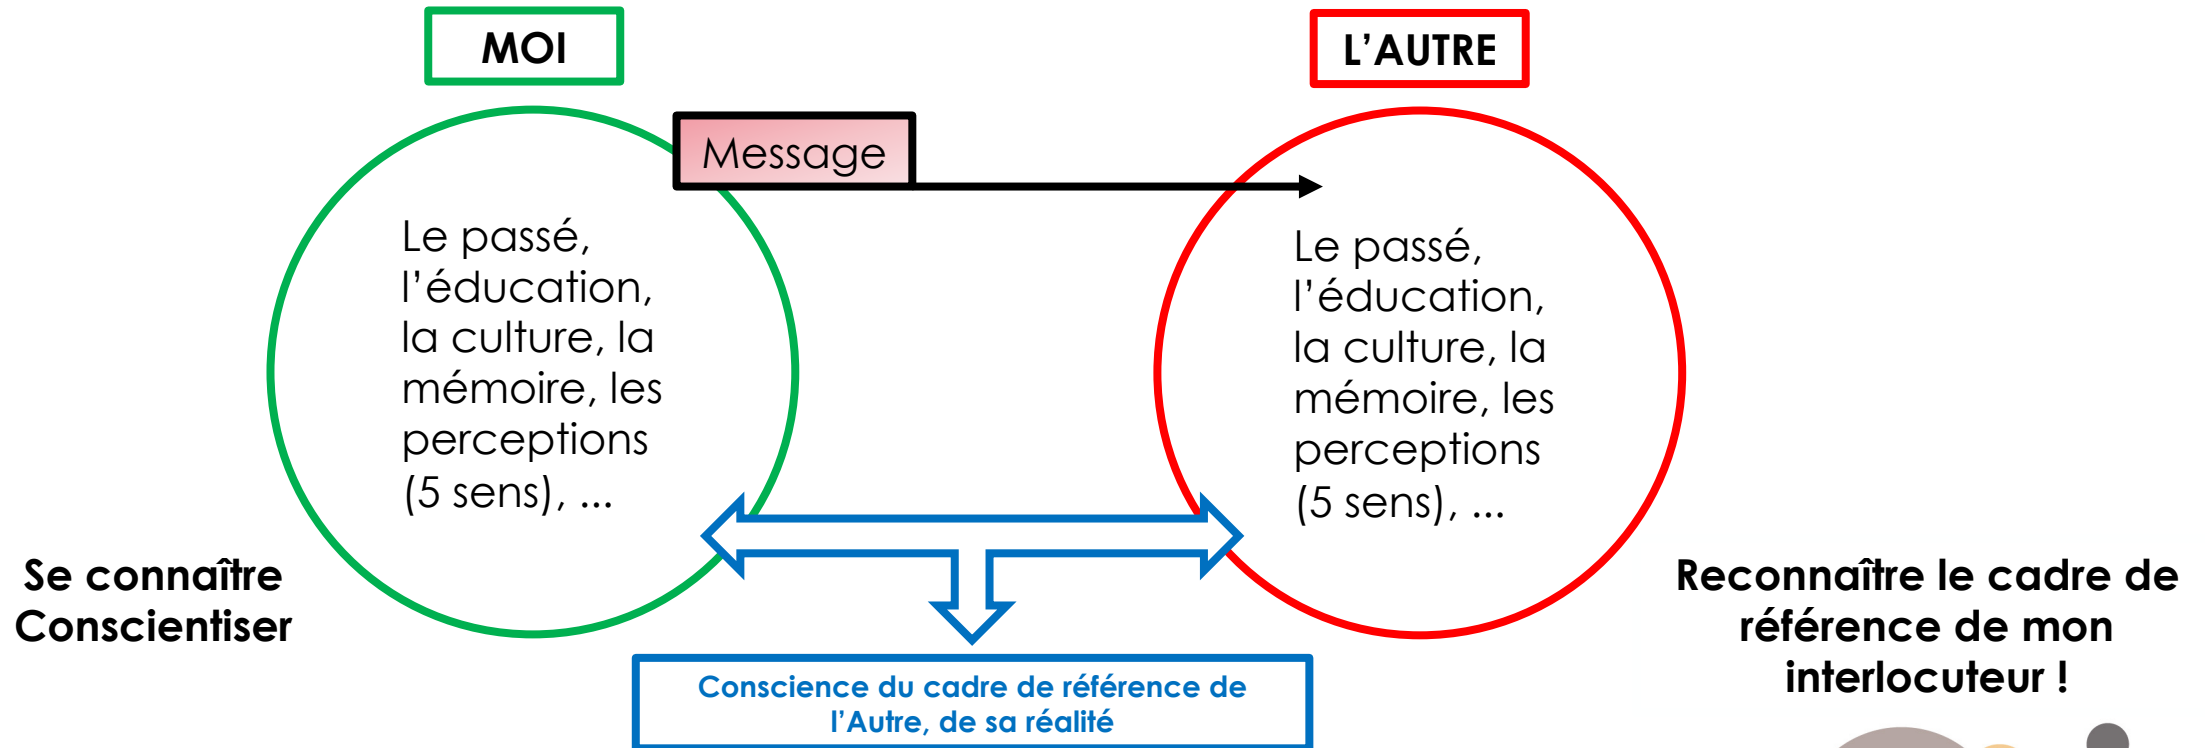 MOI
L'AUTRE
Message
Le passé,
l'éducation,
la culture, la
mémoire, les
perceptions
(5 sens), ...
Le passé,
l'éducation,
la culture, la
mémoire, les
perceptions
(5 sens), ...
Se connaître
Conscientiser
Reconnaître le cadre de
référence de mon
interlocuteur !
Conscience du cadre de référence de
l'Autre, de sa réalité